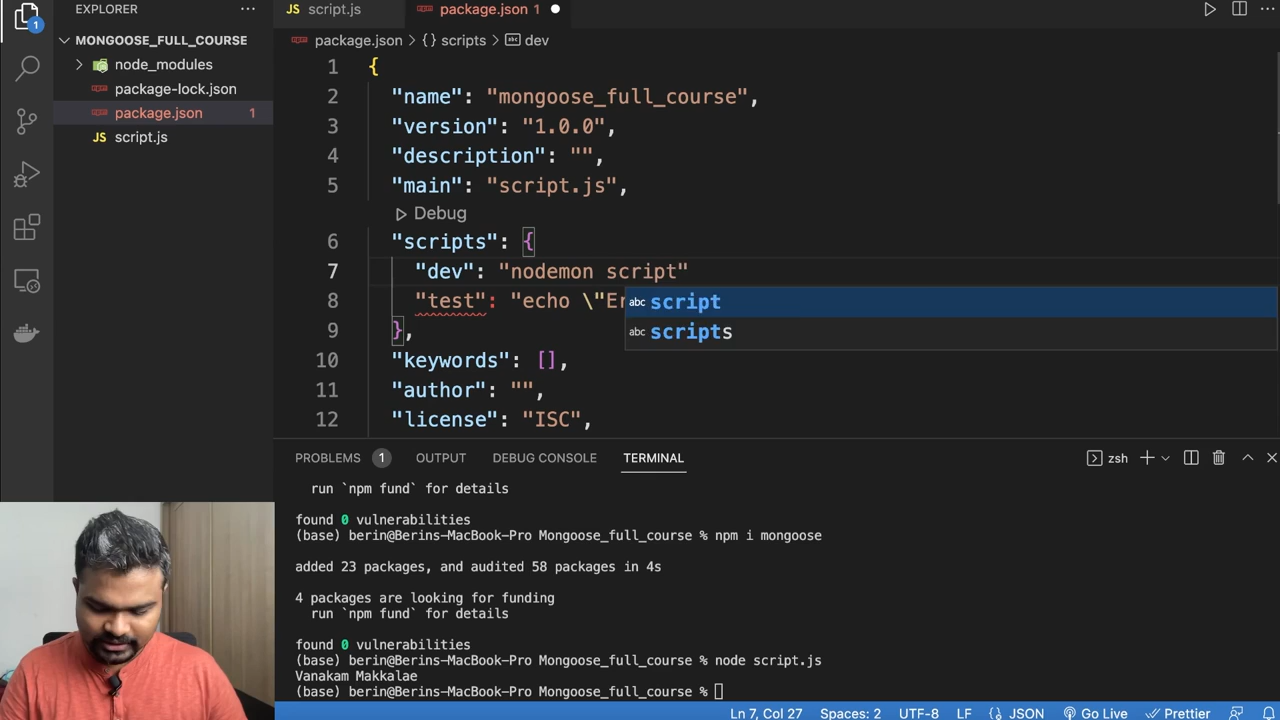 EXPLORER
script.js
package.json 1
1
MONGOOSE_FULL_COURSE
package.json > {} scripts > abc dev
node_modules
package-lock.json
package.json 1
JS script.js
1 {
2 "name": "mongoose_full_course",
3 "version": "1.0.0",
4 "description": "",
5 "main": "script.js",
Debug
6 "scripts": {
7 "dev": "nodemon script"
8 "test": "echo \"Er
abc script
abc scripts
9 },
10 "keywords": [],
11 "author": "",
12 "license": "ISC",
PROBLEMS 1 OUTPUT DEBUG CONSOLE TERMINAL zsh
run `npm fund` for details
found 0 vulnerabilities
(base) berin@Berins-MacBook-Pro Mongoose_full_course % npm i mongoose
added 23 packages, and audited 58 packages in 4s
4 packages are looking for funding
run `npm fund` for details
found 0 vulnerabilities
(base) berin@Berins-MacBook-Pro Mongoose_full_course % node script.js
Vanakam Makkalae
(base) berin@Berins-MacBook-Pro Mongoose_full_course %
Ln 7, Col 27 Spaces: 2 UTF-8 LF {} JSON Go Live Prettier